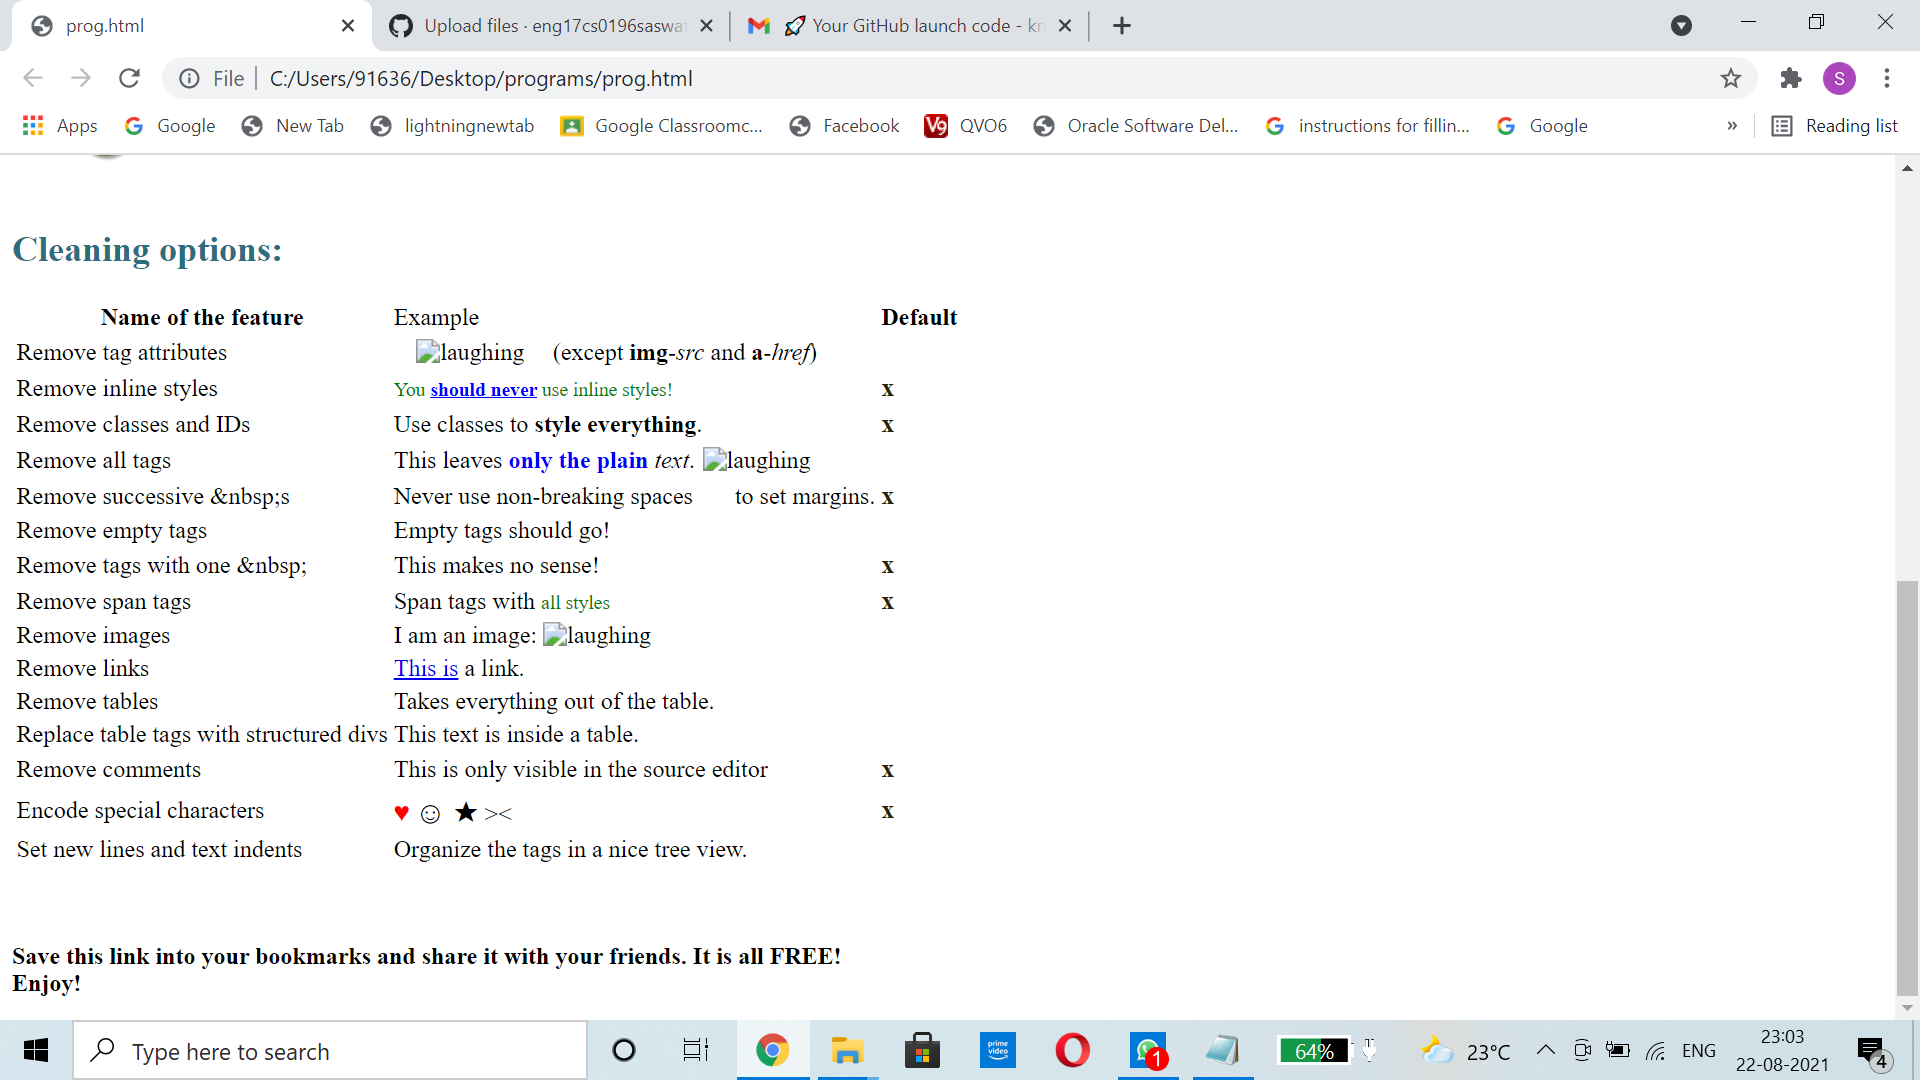 prog.html
Upload files · eng17cs0196saswat
Your GitHub launch code - kr
File C:/Users/91636/Desktop/programs/prog.html
S
Apps Google New Tab lightningnewtab Google Classroomc... Facebook V9 QVO6 Oracle Software Del... instructions for fillin... Google » Reading list
Cleaning options:
Name of the feature Example Default
Remove tag attributes laughing (except img-src and a-href)
Remove inline styles You should never use inline styles! x
Remove classes and IDs Use classes to style everything. x
Remove all tags This leaves only the plain text. laughing
Remove successive &nbsp;s Never use non-breaking spaces to set margins. x
Remove empty tags Empty tags should go!
Remove tags with one &nbsp; This makes no sense! x
Remove span tags Span tags with all styles x
Remove images I am an image: laughing
Remove links This is a link.
Remove tables Takes everything out of the table.
Replace table tags with structured divs This text is inside a table.
Remove comments This is only visible in the source editor x
Encode special characters ♥ ☺ ★ >< x
Set new lines and text indents Organize the tags in a nice tree view.
Save this link into your bookmarks and share it with your friends. It is all FREE!
Enjoy!
Type here to search
prime video
1
64%
23°C
ENG
23:03
22-08-2021
4